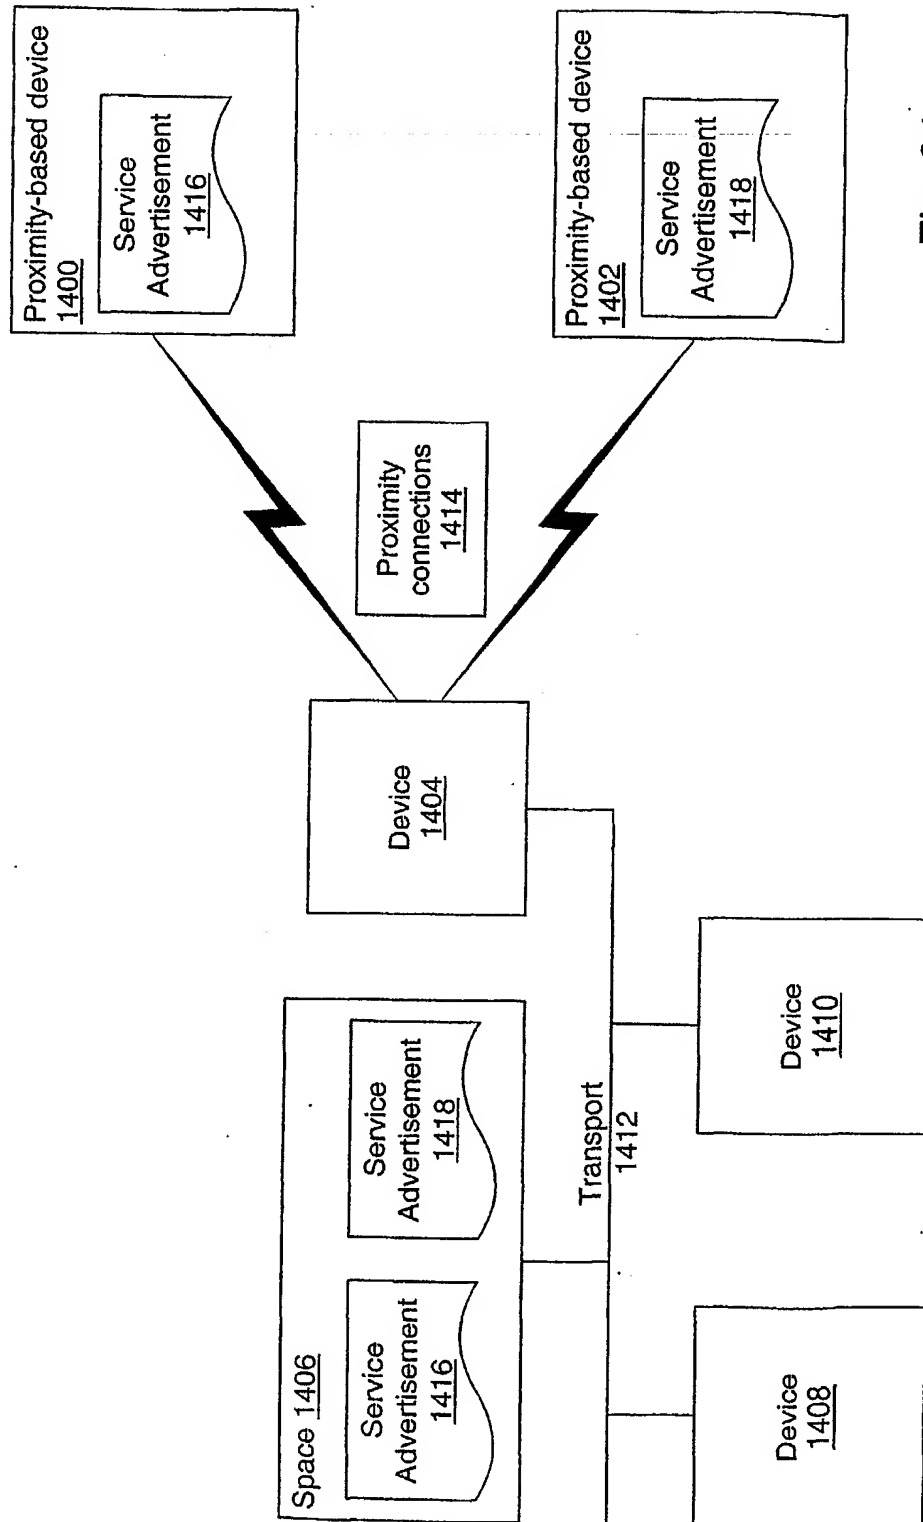 Proximity-based device
1400
Service
Advertisement
1416
Proximity-based device
1402
Service
Advertisement
1418
Proximity
connections
1414
Device
1404
Space 1406
Service
Advertisement
1416
Service
Advertisement
1418
Transport
1412
Device
1410
Device
1408